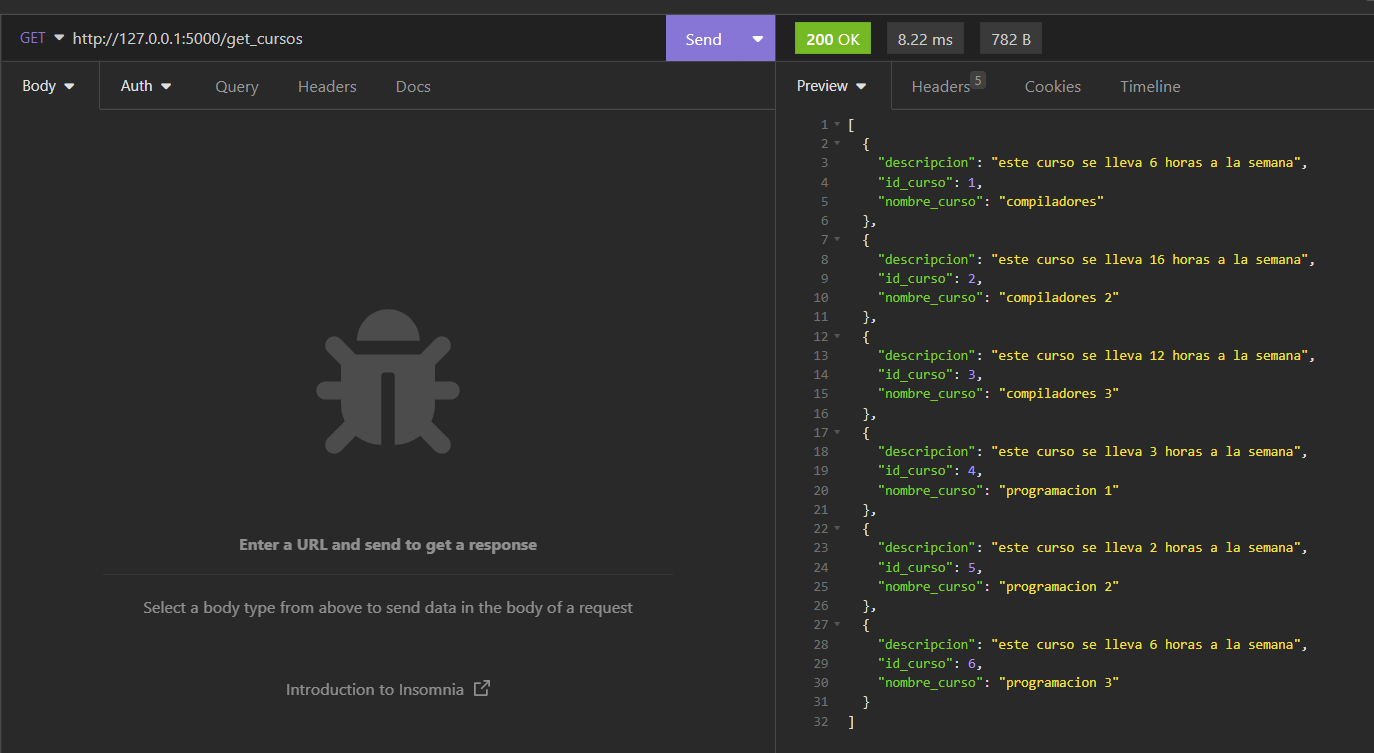 GET http://127.0.0.1:5000/get_cursos Send 200 OK 8.22 ms 782 B
Body Auth Query Headers Docs
Preview Headers 5 Cookies Timeline
Enter a URL and send to get a response
Select a body type from above to send data in the body of a request
Introduction to Insomnia
1 [
2 {
3 "descripcion": "este curso se lleva 6 horas a la semana",
4 "id_curso": 1,
5 "nombre_curso": "compiladores"
6 },
7 {
8 "descripcion": "este curso se lleva 16 horas a la semana",
9 "id_curso": 2,
10 "nombre_curso": "compiladores 2"
11 },
12 {
13 "descripcion": "este curso se lleva 12 horas a la semana",
14 "id_curso": 3,
15 "nombre_curso": "compiladores 3"
16 },
17 {
18 "descripcion": "este curso se lleva 3 horas a la semana",
19 "id_curso": 4,
20 "nombre_curso": "programacion 1"
21 },
22 {
23 "descripcion": "este curso se lleva 2 horas a la semana",
24 "id_curso": 5,
25 "nombre_curso": "programacion 2"
26 },
27 {
28 "descripcion": "este curso se lleva 6 horas a la semana",
29 "id_curso": 6,
30 "nombre_curso": "programacion 3"
31 }
32 ]